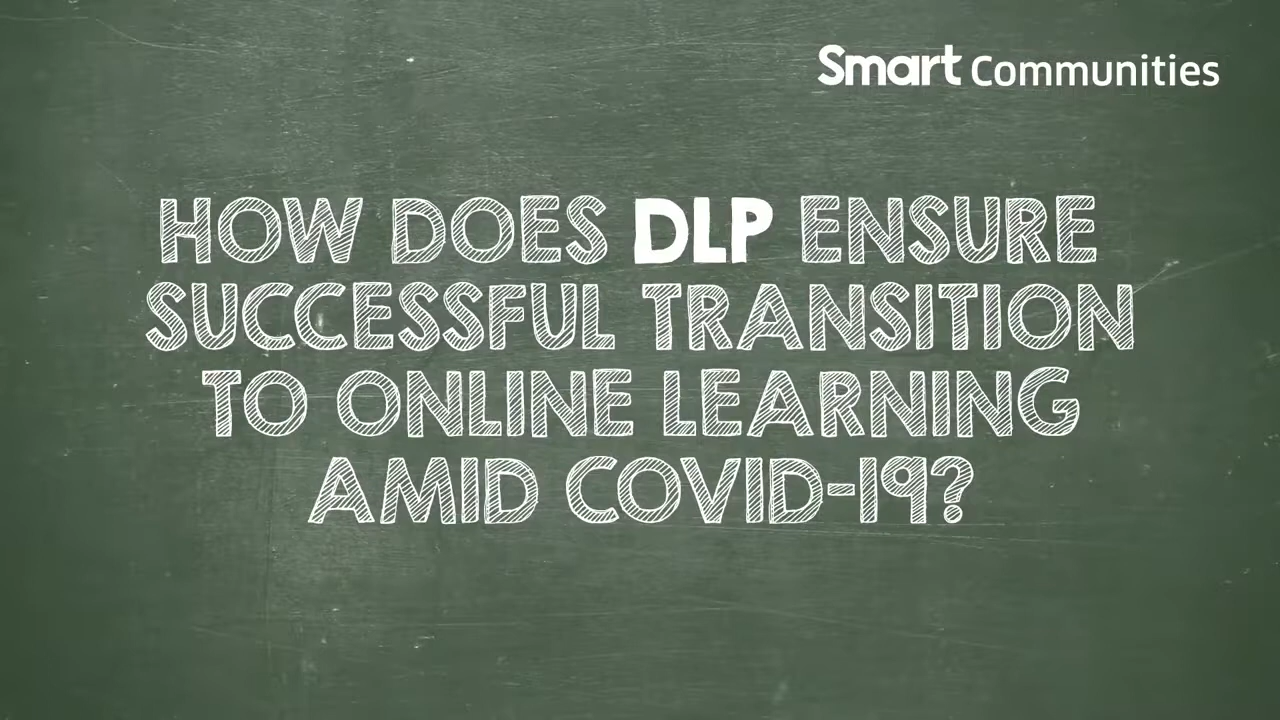 Smart Communities
HOW DOES DLP ENSURE
SUCCESSFUL TRANSITION
TO ONLINE LEARNING
AMID COVID-19?